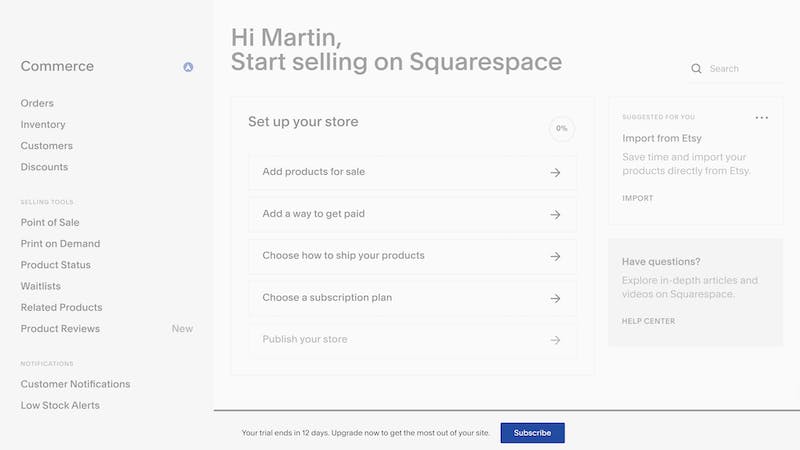 Commerce
Orders
Inventory
Customers
Discounts
SELLING TOOLS
Point of Sale
Print on Demand
Product Status
Waitlists
Related Products
Product Reviews New
NOTIFICATIONS
Customer Notifications
Low Stock Alerts
Hi Martin,
Start selling on Squarespace
Search
Set up your store
0%
Add products for sale
Add a way to get paid
Choose how to ship your products
Choose a subscription plan
Publish your store
SUGGESTED FOR YOU
Import from Etsy
Save time and import your
products directly from Etsy.
IMPORT
Have questions?
Explore in-depth articles and
videos on Squarespace.
HELP CENTER
Your trial ends in 12 days. Upgrade now to get the most out of your site.
Subscribe